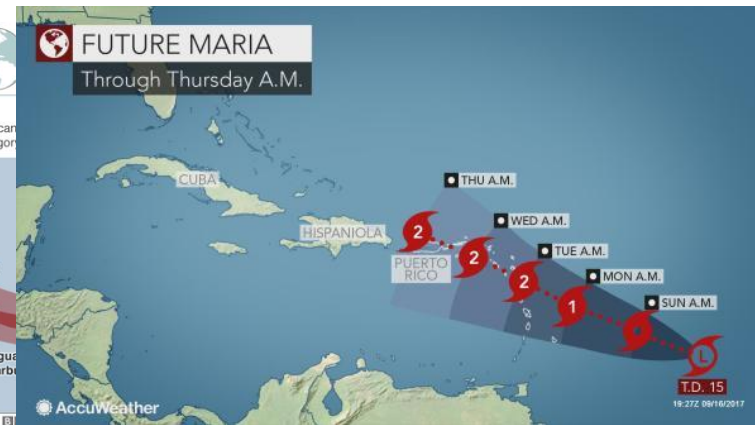 FUTURE MARIA
Through Thursday A.M.
CUBA
HISPANIOLA
PUERTO
RICO
THU A.M.
WED A.M.
TUE A.M.
MON A.M.
SUN A.M.
2
2
2
1
L
T.D. 15
19:27Z 09/16/2017
AccuWeather